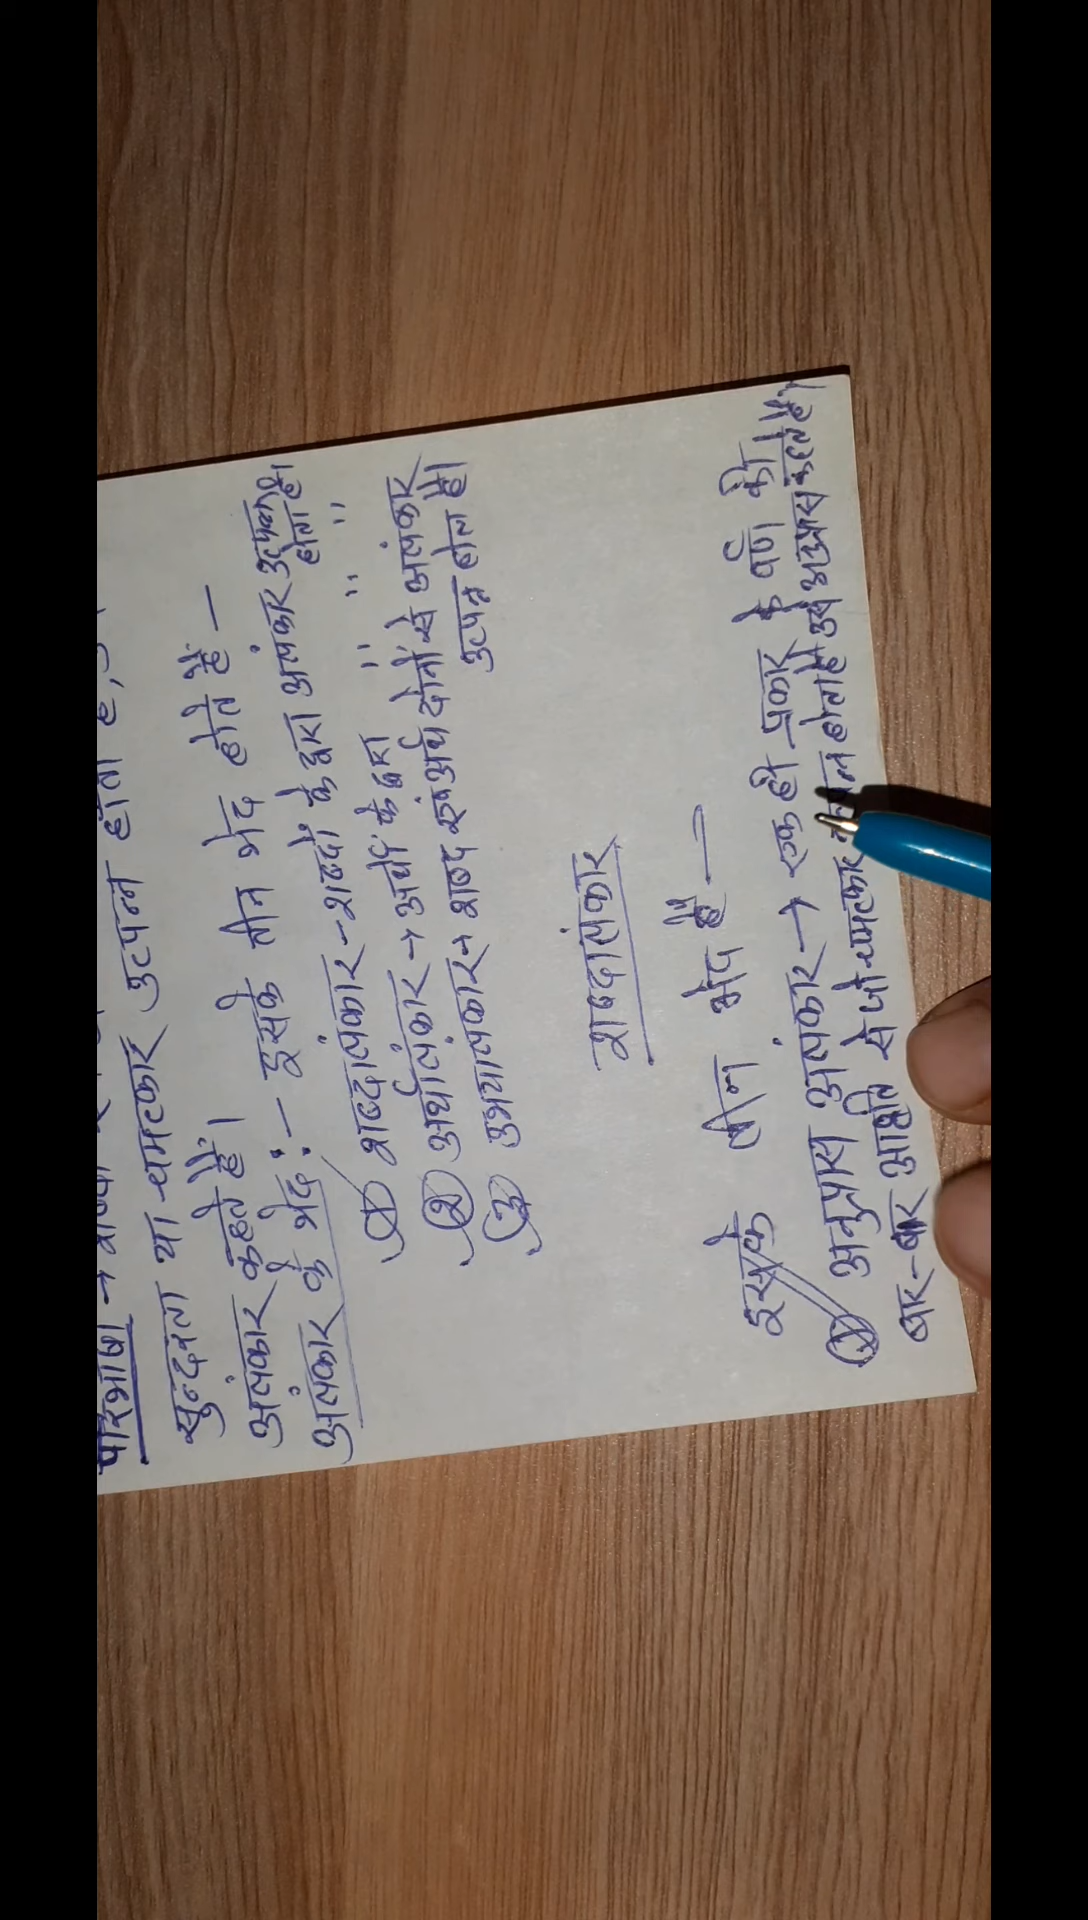 परिभाषा →
सुन्दरता या चमत्कार उत्पन्न होता है,
अलंकार कहते हैं।
अलंकार के भेद :- इसके तीन भेद होते हैं -
① शब्दालंकार - शब्दों के द्वारा अलंकार उत्पन्न
होता है।
② अर्थालंकार → अर्थों के द्वारा " " "
③ उभयालंकार → शब्द एवं अर्थ दोनों से अलंकार
उत्पन्न होता है।
शब्दालंकार
इसके तीन भेद हैं —
① अनुप्रास अलंकार → एक ही प्रकार के वर्ण की
बार-बार आवृति से जो चमत्कार होता है उसे अनुप्रास कहते हैं।